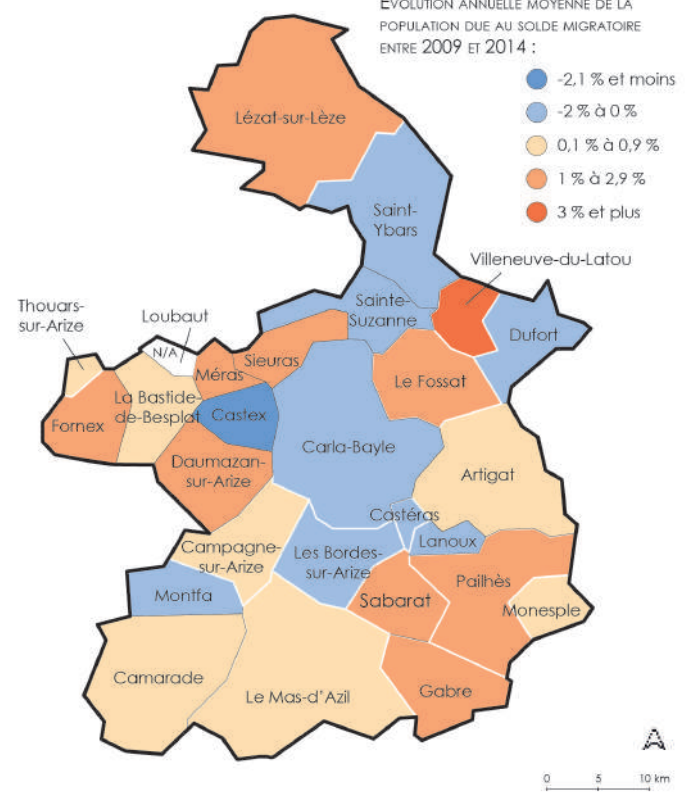 ÉVOLUTION ANNUELLE MOYENNE DE LA
POPULATION DUE AU SOLDE MIGRATOIRE
ENTRE 2009 ET 2014 :
-2,1 % et moins
-2 % à 0 %
0,1 % à 0,9 %
1 % à 2,9 %
3 % et plus
Lézat-sur-Lèze
Saint-
Ybars
Villeneuve-du-Latou
Thouars-
sur-Arize
Loubaut
Sainte-
Suzanne
Dufort
N/A
Sieuras
Méras
Le Fossat
La Bastide-
de-Besplat
Castex
Fornex
Carla-Bayle
Daumazan-
sur-Arize
Artigat
Castéras
Lanoux
Campagne-
sur-Arize
Les Bordes-
sur-Arize
Pailhès
Montfa
Sabarat
Monesple
Camarade
Le Mas-d'Azil
Gabre
A
0 5 10 km